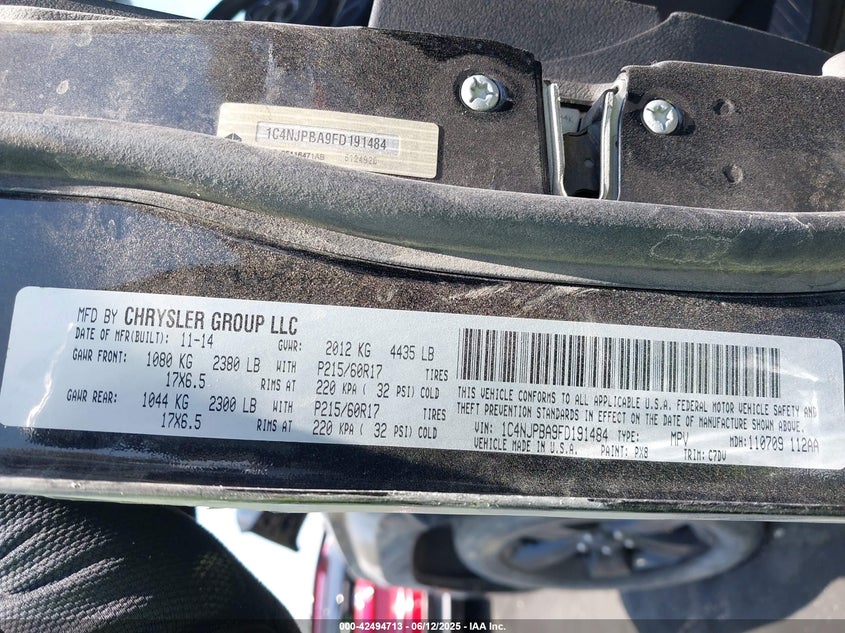 1C4NJPBA9FD191484
5116471AB 6124926
MFD BY CHRYSLER GROUP LLC
DATE OF MFR(BUILT): 11-14 GVWR: 2012 KG 4435 LB
GAWR FRONT: 1080 KG 2380 LB WITH P215/60R17 TIRES
17X6.5 RIMS AT 220 KPA ( 32 PSI) COLD
GAWR REAR: 1044 KG 2300 LB WITH P215/60R17 TIRES
17X6.5 RIMS AT 220 KPA ( 32 PSI) COLD
THIS VEHICLE CONFORMS TO ALL APPLICABLE U.S.A. FEDERAL MOTOR VEHICLE SAFETY AND
THEFT PREVENTION STANDARDS IN EFFECT ON THE DATE OF MANUFACTURE SHOWN ABOVE.
VIN: 1C4NJPBA9FD191484 TYPE: MPV MDH: 110709 112AA
VEHICLE MADE IN U.S.A. PAINT: PX8 TRIM: C7DV
000-42494713 - 06/12/2025 - IAA Inc.